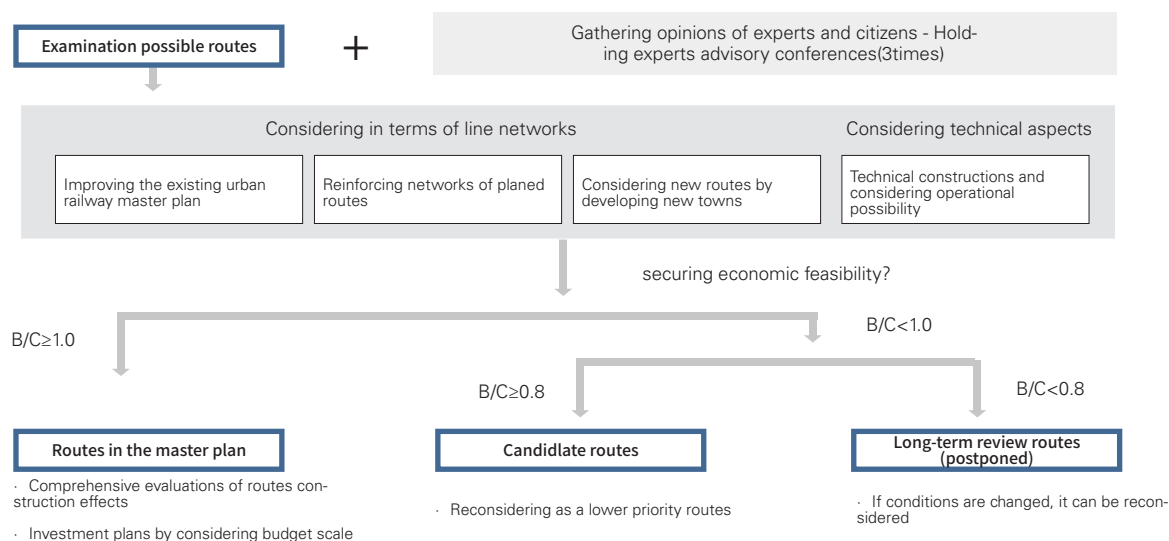 Examination possible routes
+
Gathering opinions of experts and citizens - Hold-
ing experts advisory conferences(3times)
Considering in terms of line networks
Considering technical aspects
Improving the existing urban
railway master plan
Reinforcing networks of planed
routes
Considering new routes by
developing new towns
Technical constructions and
considering operational
possibility
securing economic feasibility?
B/C≥1.0
B/C<1.0
B/C≥0.8
B/C<0.8
Routes in the master plan
· Comprehensive evaluations of routes con-
struction effects
· Investment plans by considering budget scale
Candidlate routes
· Reconsidering as a lower priority routes
Long-term review routes
(postponed)
· If conditions are changed, it can be recon-
sidered